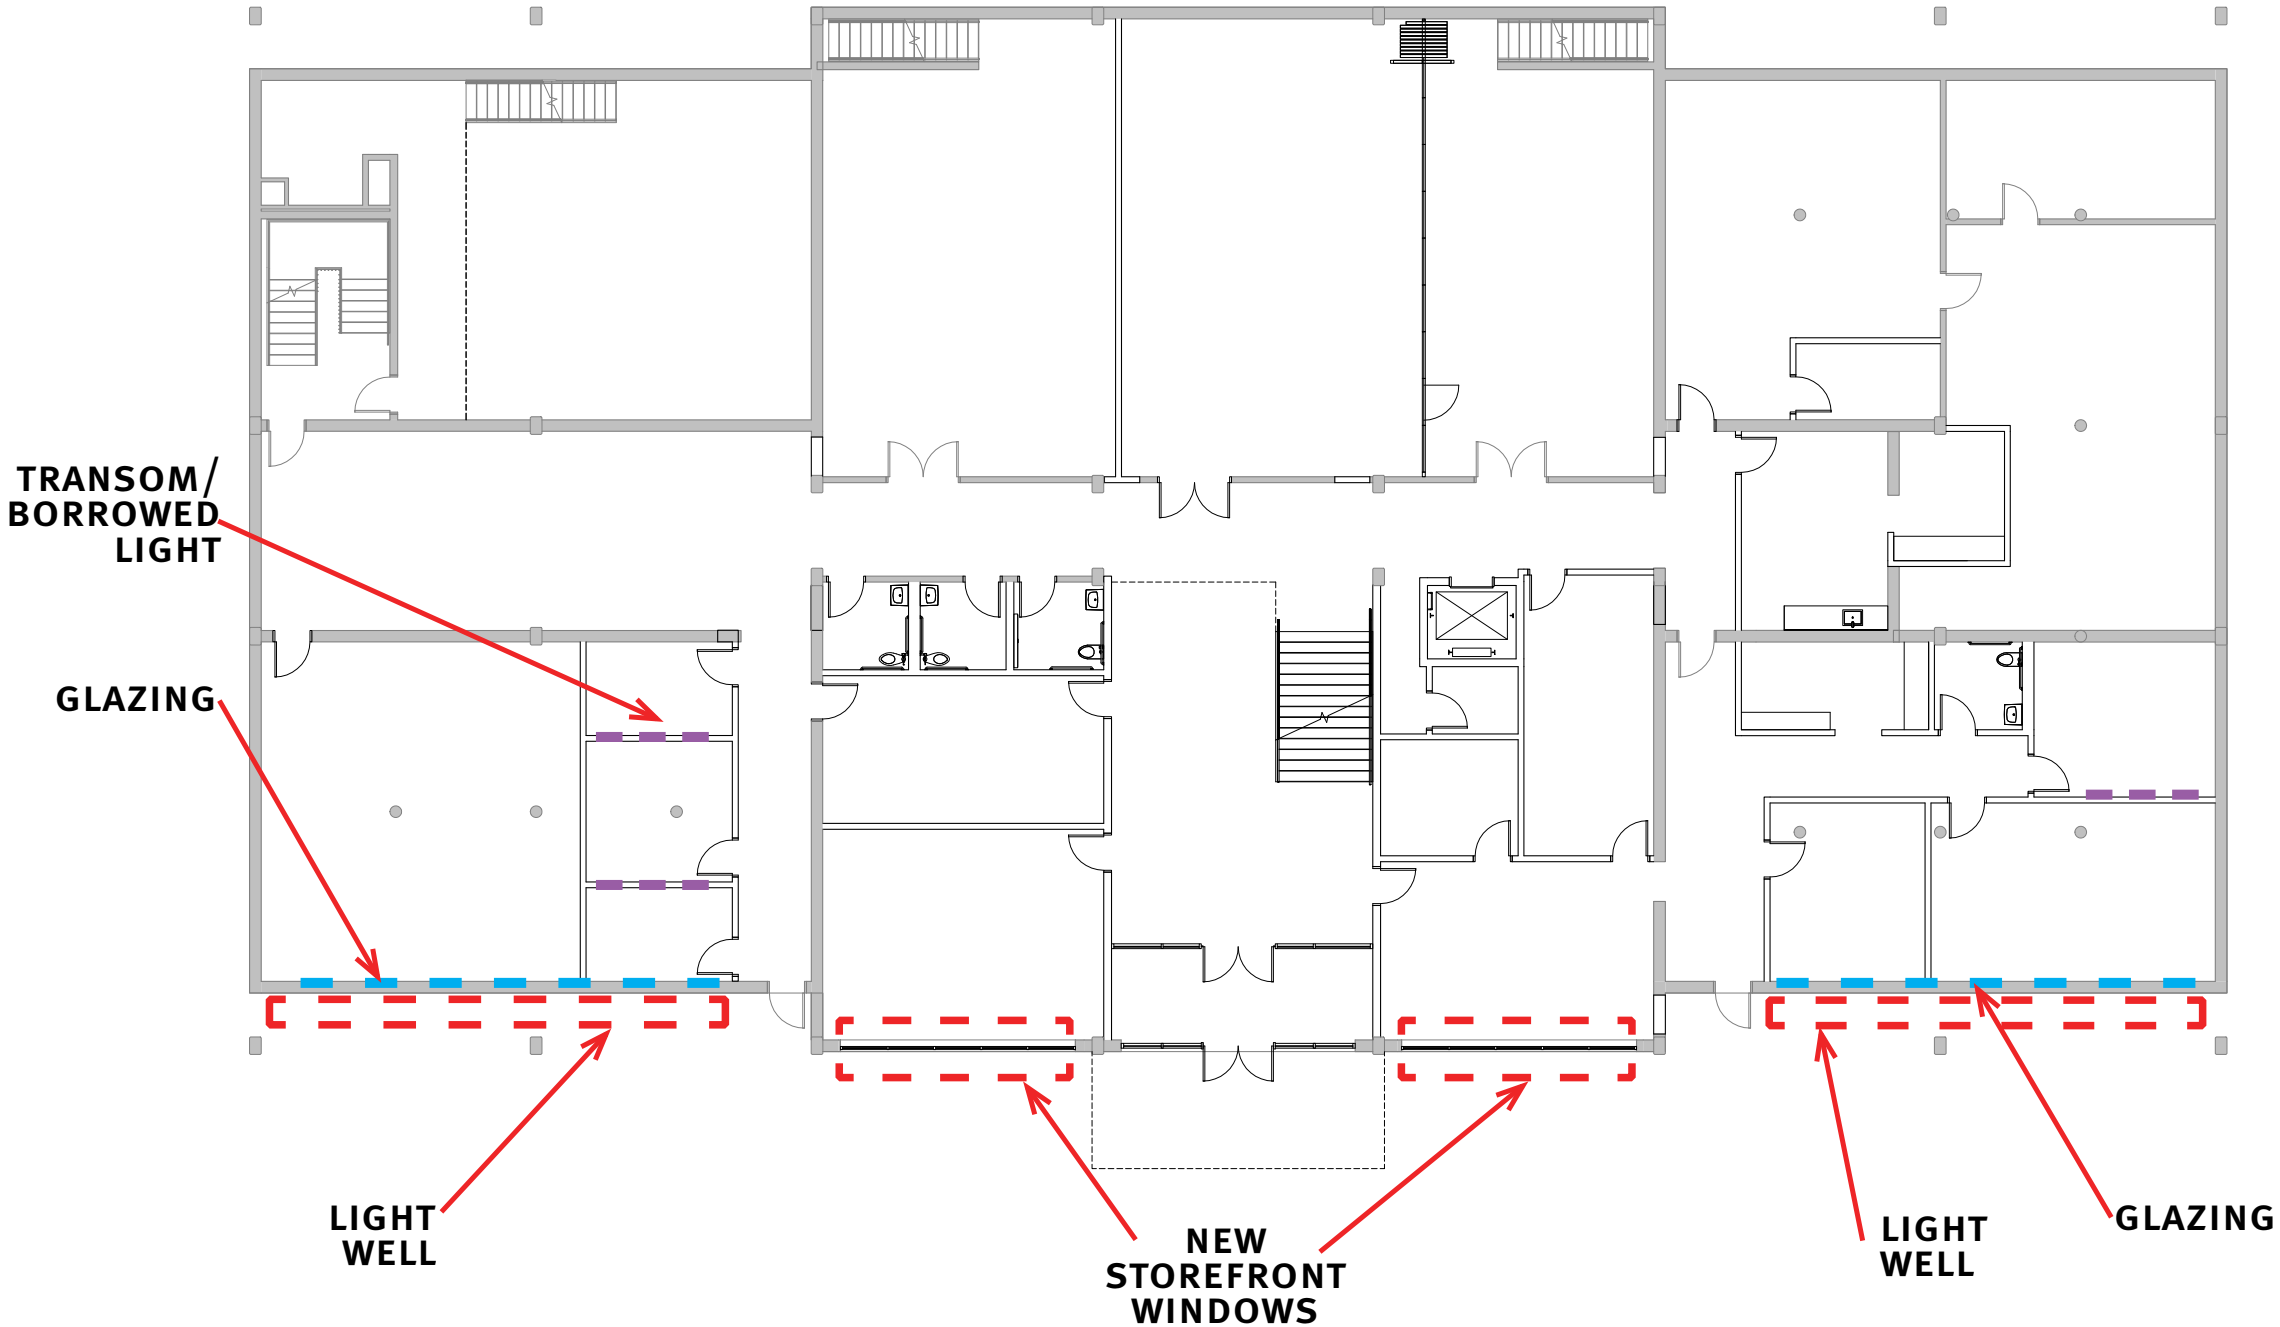 TRANSOM/
BORROWED
LIGHT
GLAZING
LIGHT
WELL
NEW
STOREFRONT
WINDOWS
LIGHT
WELL
GLAZING